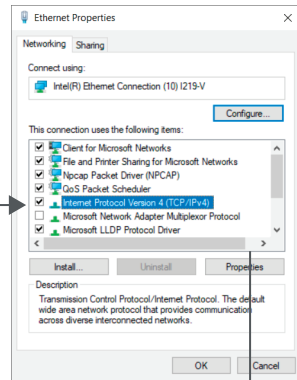 Ethernet Properties
Networking Sharing
Connect using:
Intel(R) Ethernet Connection (10) I219-V
Configure...
This connection uses the following items:
Client for Microsoft Networks
File and Printer Sharing for Microsoft Networks
Npcap Packet Driver (NPCAP)
QoS Packet Scheduler
Internet Protocol Version 4 (TCP/IPv4)
Microsoft Network Adapter Multiplexor Protocol
Microsoft LLDP Protocol Driver
Install... Uninstall Properties
Description
Transmission Control Protocol/Internet Protocol. The default
wide area network protocol that provides communication
across diverse interconnected networks.
OK Cancel